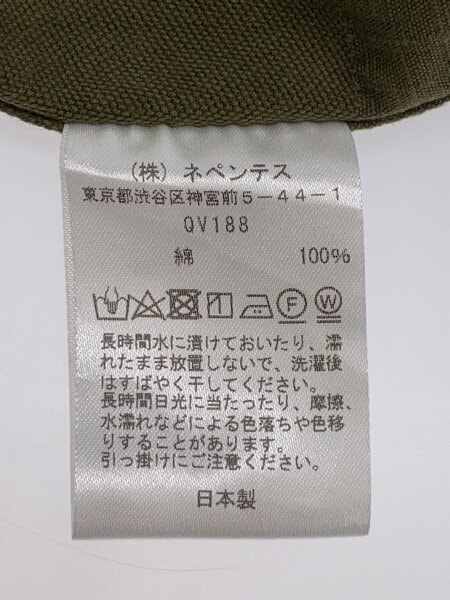 （株）ネペンテス
東京都渋谷区神宮前5－44－1
QV188
綿 100%
F W
長時間水に漬けておいたり、濡
れたまま放置しないで、洗濯後
はすばやく干してください。
長時間日光に当たったり、摩擦、
水濡れなどによる色落ちや色移
りすることがあります。
引っ掛けにご注意ください。
日本製